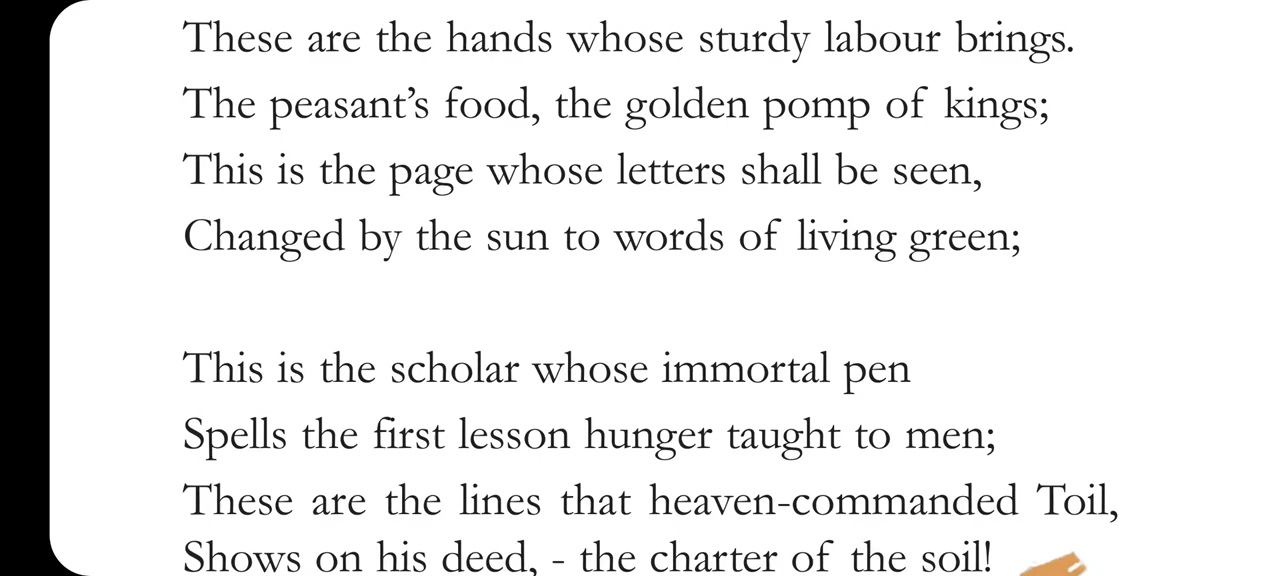 These are the hands whose sturdy labour brings.
The peasant’s food, the golden pomp of kings;
This is the page whose letters shall be seen,
Changed by the sun to words of living green;
This is the scholar whose immortal pen
Spells the first lesson hunger taught to men;
These are the lines that heaven-commanded Toil,
Shows on his deed, - the charter of the soil!